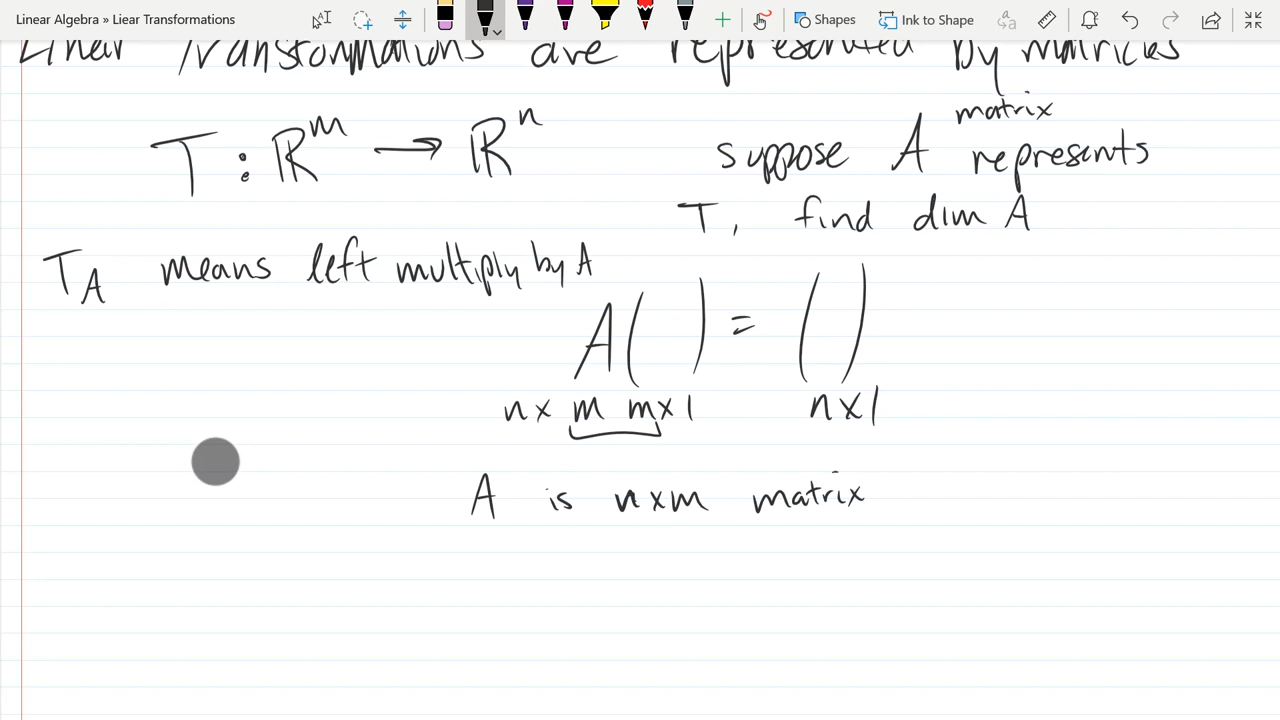 Linear Algebra » Liear Transformations
Shapes
Ink to Shape
Linear Transformations are represented by matrices
T : ℝ^m → ℝ^n
suppose A matrix represents
T, find dim A
T_A means left multiply by A
A( ) = ( )
n × m m×1 n×1
A is n×m matrix